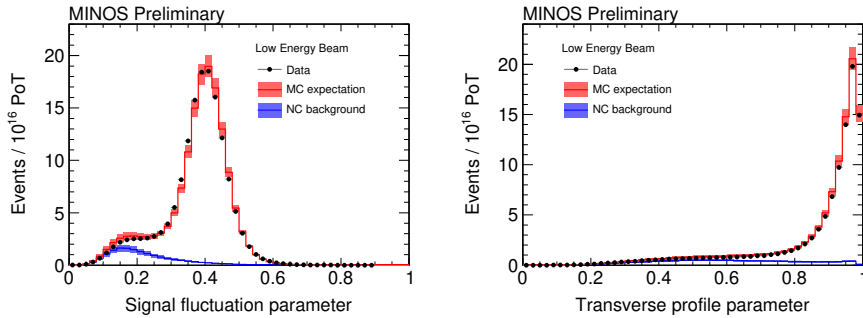 MINOS Preliminary
Events / 10¹⁶ PoT
20
15
10
5
0
Low Energy Beam
Data
MC expectation
NC background
0 0.2 0.4 0.6 0.8 1
Signal fluctuation parameter
MINOS Preliminary
Events / 10¹⁶ PoT
20
15
10
5
0
Low Energy Beam
Data
MC expectation
NC background
0 0.2 0.4 0.6 0.8 1
Transverse profile parameter